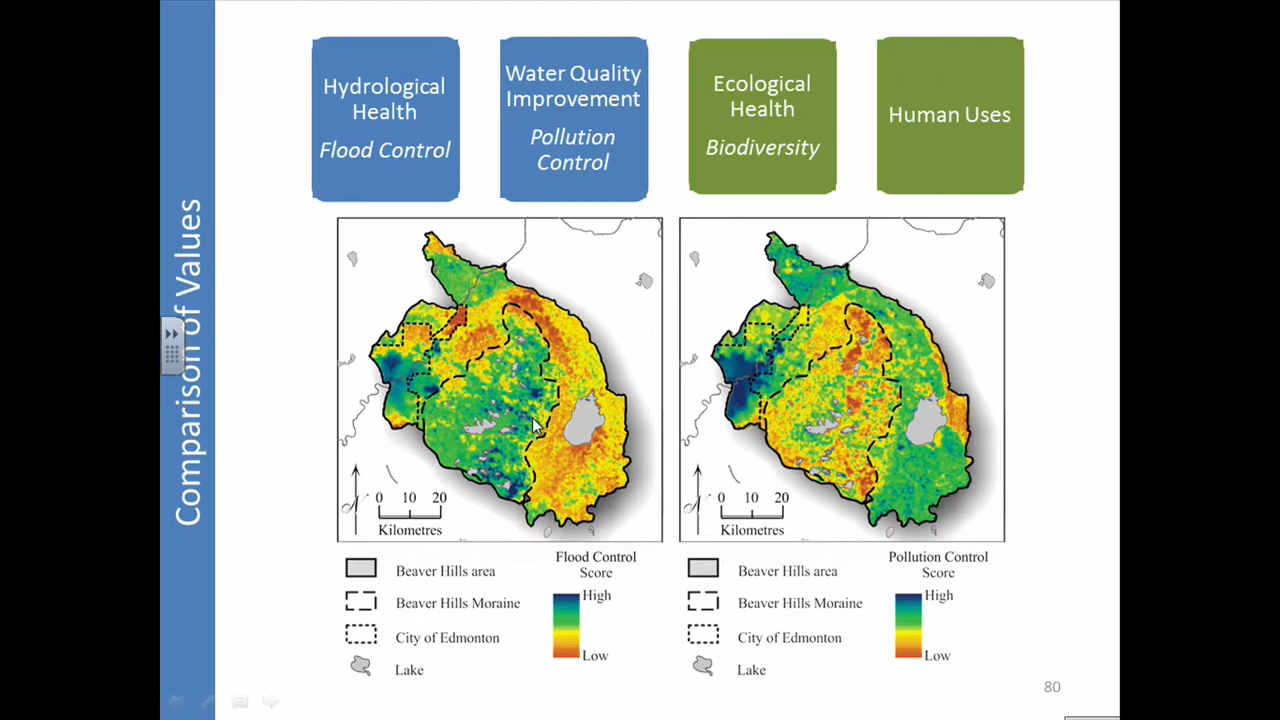 Comparison of Values
Hydrological
Health
Flood Control
Water Quality
Improvement
Pollution
Control
Ecological
Health
Biodiversity
Human Uses
0 10 20
Kilometres
0 10 20
Kilometres
Beaver Hills area
Beaver Hills Moraine
City of Edmonton
Lake
Flood Control
Score
High
Low
Beaver Hills area
Beaver Hills Moraine
City of Edmonton
Lake
Pollution Control
Score
High
Low
80